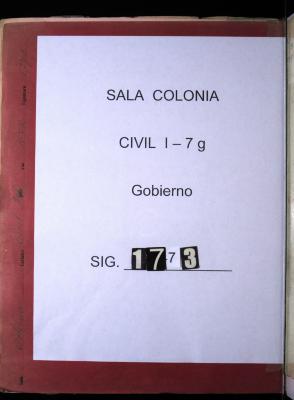 SALA COLONIA
CIVIL I – 7 g
Gobierno
SIG. 1773